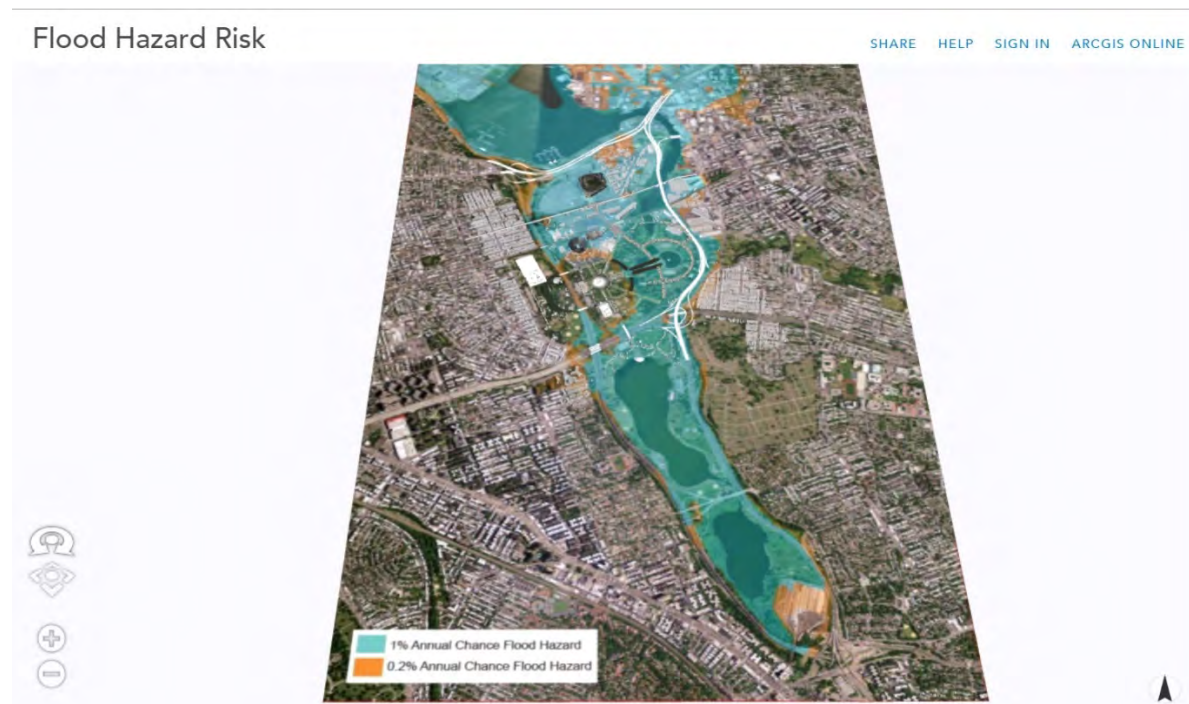 Flood Hazard Risk
SHARE HELP SIGN IN ARCGIS ONLINE
1% Annual Chance Flood Hazard
0.2% Annual Chance Flood Hazard